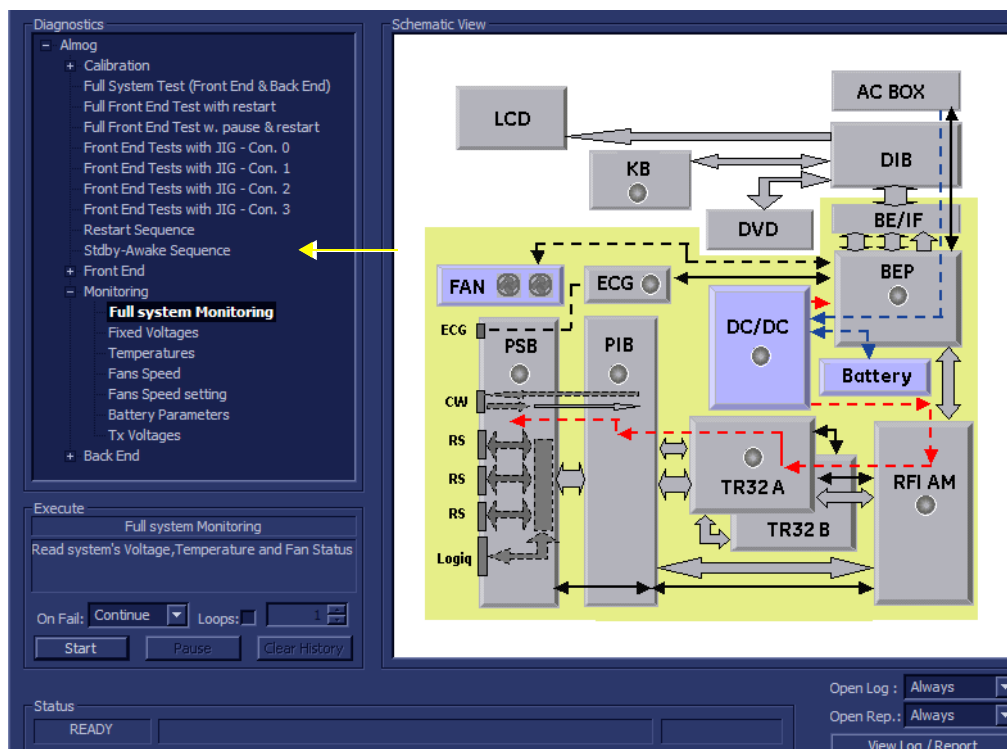 Diagnostics
Almog
Calibration
Full System Test (Front End & Back End)
Full Front End Test with restart
Full Front End Test w. pause & restart
Front End Tests with JIG - Con. 0
Front End Tests with JIG - Con. 1
Front End Tests with JIG - Con. 2
Front End Tests with JIG - Con. 3
Restart Sequence
Stdby-Awake Sequence
Front End
Monitoring
Full system Monitoring
Fixed Voltages
Temperatures
Fans Speed
Fans Speed setting
Battery Parameters
Tx Voltages
Back End
Execute
Full system Monitoring
Read system's Voltage,Temperature and Fan Status
On Fail: Continue Loops: 1
Start Pause Clear History
Status
READY
Schematic View
AC BOX
LCD
DIB
KB
DVD
BE/IF
BEP
FAN
ECG
DC/DC
ECG
PSB
PIB
Battery
CW
RS
RS
RS
Logiq
TR32 A
TR32 B
RFI AM
Open Log : Always
Open Rep.: Always
View Log / Report